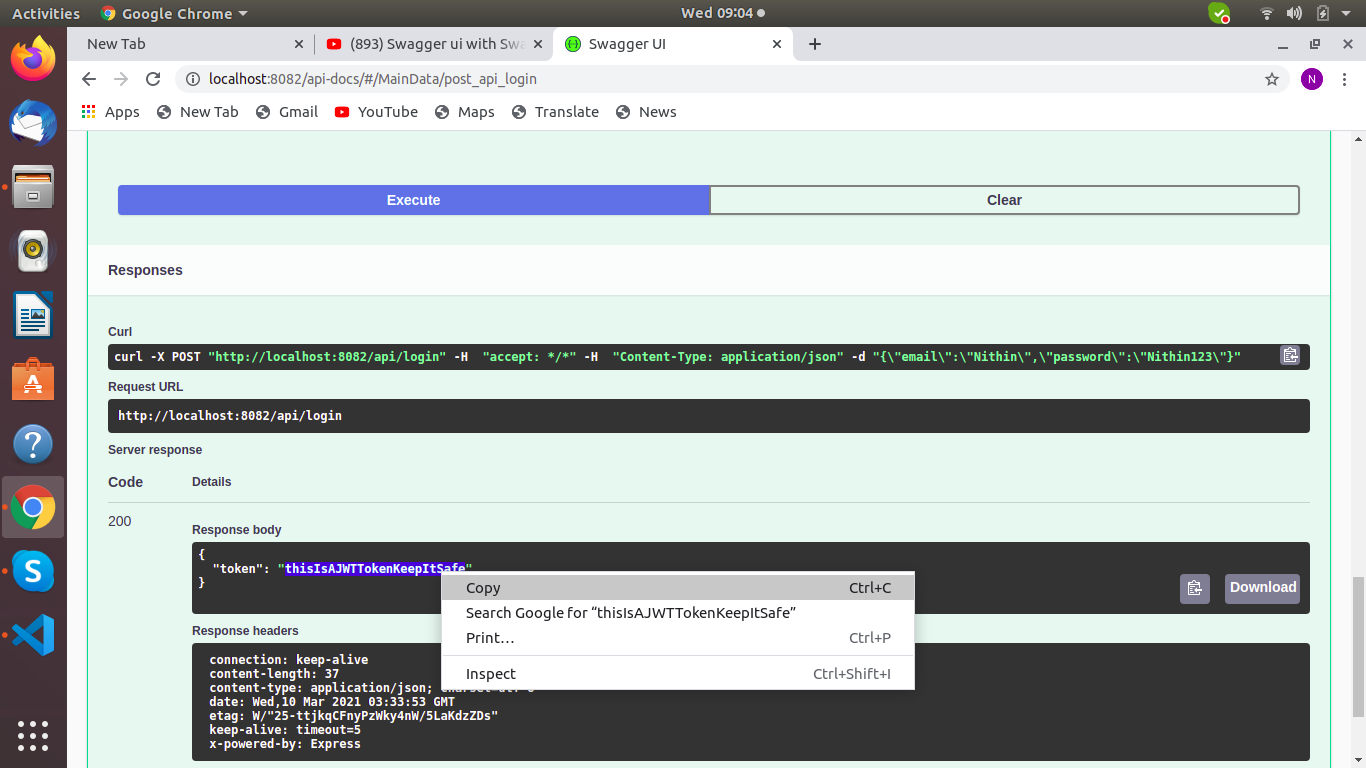 Activities Google Chrome Wed 09:04
New Tab (893) Swagger ui with Swa Swagger UI
localhost:8082/api-docs/#/MainData/post_api_login N
Apps New Tab Gmail YouTube Maps Translate News
Execute Clear
Responses
Curl
curl -X POST "http://localhost:8082/api/login" -H  "accept: */*" -H  "Content-Type: application/json" -d "{\"email\":\"Nithin\",\"password\":\"Nithin123\"}"
Request URL
http://localhost:8082/api/login
Server response
Code Details
200
Response body
{
"token": "thisIsAJWTTokenKeepItSafe"
}
Download
Copy Ctrl+C
Search Google for “thisIsAJWTTokenKeepItSafe”
Print… Ctrl+P
Inspect Ctrl+Shift+I
Response headers
connection: keep-alive
content-length: 37
content-type: application/json;
date: Wed,10 Mar 2021 03:33:53 GMT
etag: W/"25-ttjkqCFnyPzWky4nW/5LaKdzZDs"
keep-alive: timeout=5
x-powered-by: Express